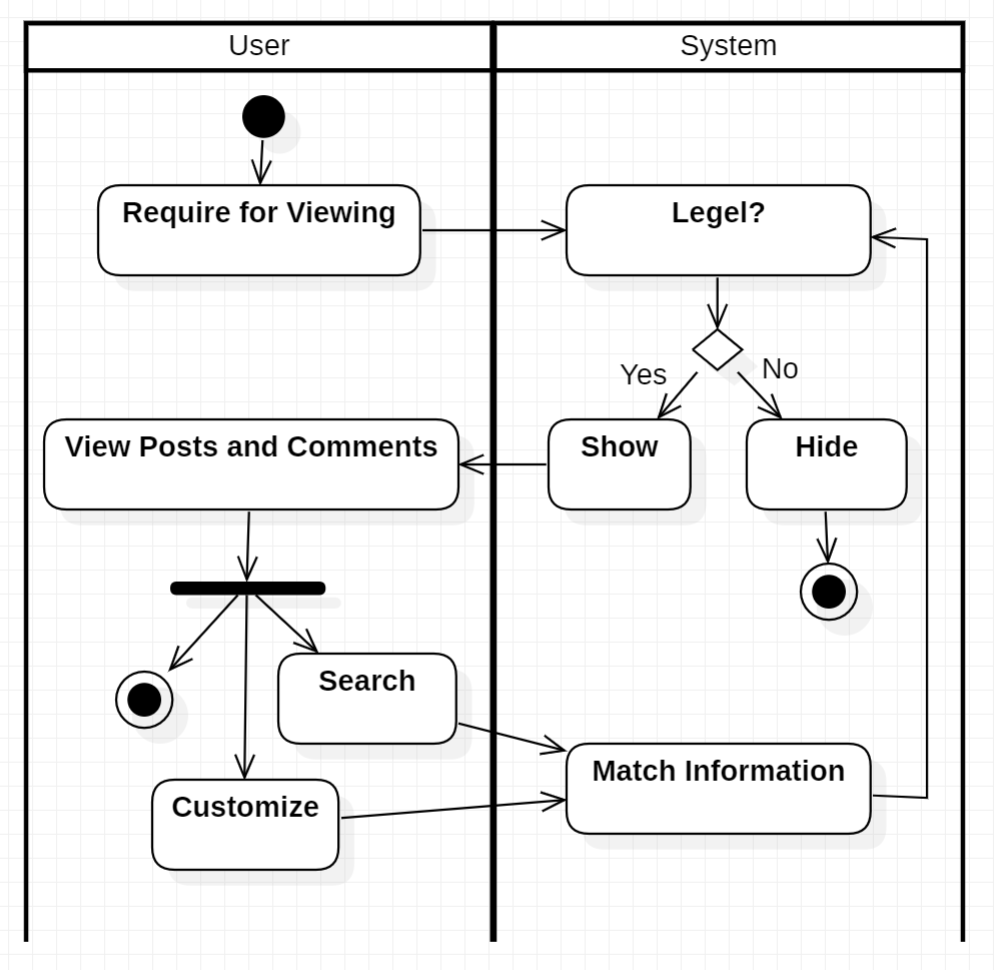 User
System
Require for Viewing
Legel?
Yes
No
View Posts and Comments
Show
Hide
Search
Match Information
Customize